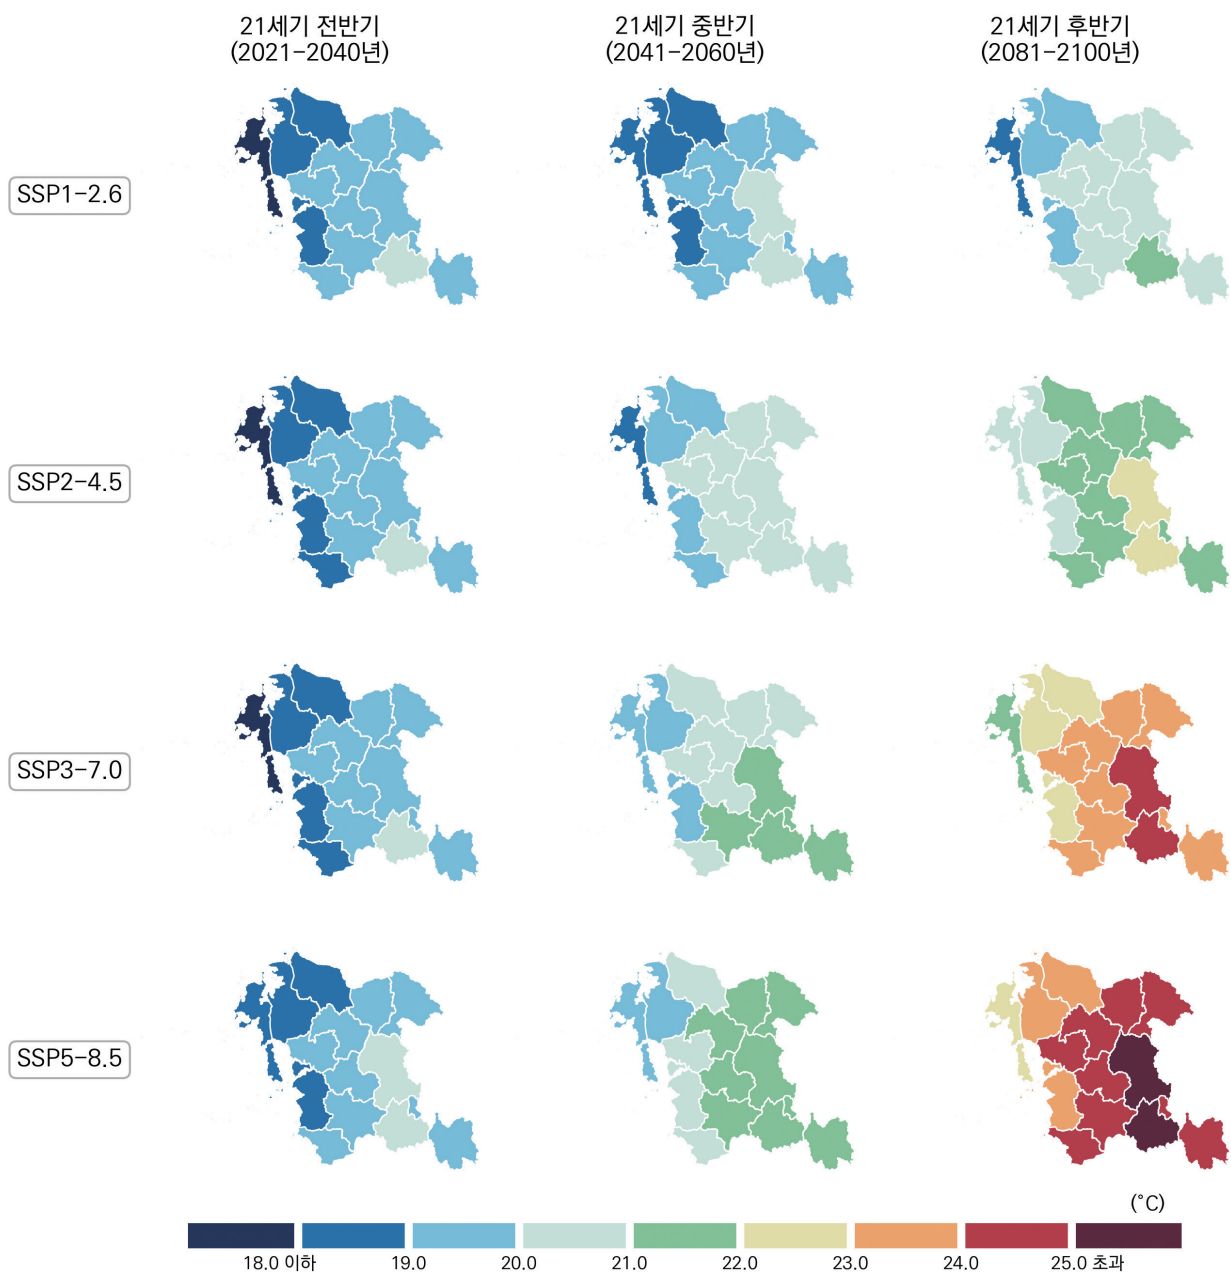 21세기 전반기
(2021-2040년)
21세기 중반기
(2041-2060년)
21세기 후반기
(2081-2100년)
SSP1-2.6
SSP2-4.5
SSP3-7.0
SSP5-8.5
(°C)
18.0 이하
19.0
20.0
21.0
22.0
23.0
24.0
25.0 초과